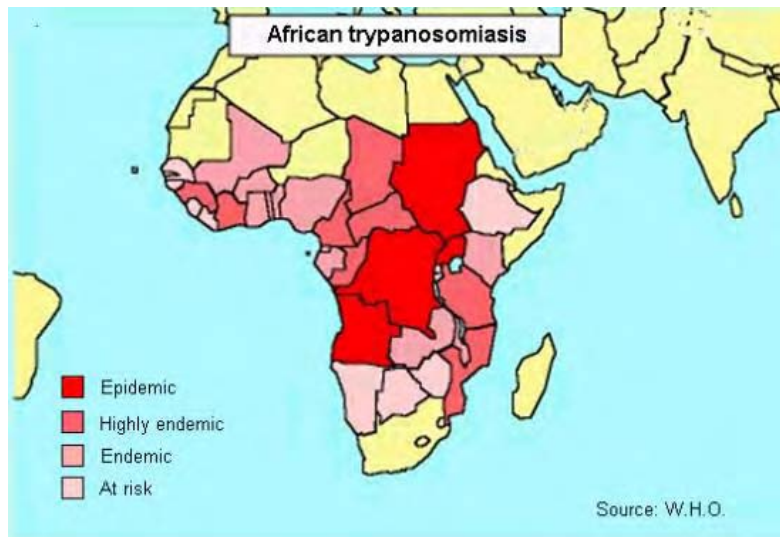 African trypanosomiasis
Epidemic
Highly endemic
Endemic
At risk
Source: W.H.O.